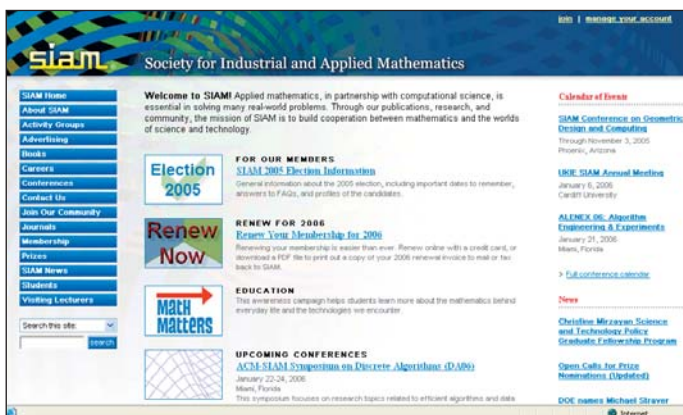 join | manage your account
siam
Society for Industrial and Applied Mathematics
SIAM Home
About SIAM
Activity Groups
Advertising
Books
Careers
Conferences
Contact Us
Join Our Community
Journals
Membership
Prizes
SIAM News
Students
Visiting Lecturers
Search this site:
search
Welcome to SIAM! Applied mathematics, in partnership with computational science, is
essential in solving many real-world problems. Through our publications, research, and
community, the mission of SIAM is to build cooperation between mathematics and the worlds
of science and technology.
Election
2005
FOR OUR MEMBERS
SIAM 2005 Election Information
General information about the 2005 election, including important dates to remember,
answers to FAQs, and profiles of the candidates.
Renew
Now
RENEW FOR 2006
Renew Your Membership for 2006
Renewing your membership is easier than ever. Renew online with a credit card, or
download a PDF file to print out a copy of your 2006 renewal invoice to mail or fax
back to SIAM.
MATH
MATTERS
EDUCATION
This awareness campaign helps students learn more about the mathematics behind
everyday life and the technologies we encounter.
UPCOMING CONFERENCES
ACM-SIAM Symposium on Discrete Algorithms (DA06)
January 22-24, 2006
Miami, Florida
This symposium focuses on research topics related to efficient algorithms and data
Calendar of Events
SIAM Conference on Geometric
Design and Computing
Through November 3, 2005
Phoenix, Arizona
UKIE SIAM Annual Meeting
January 6, 2006
Cardiff University
ALENEX 06: Algorithm
Engineering & Experiments
January 21, 2006
Miami, Florida
> Full conference calendar
News
Christine Mirzayan Science
and Technology Policy
Graduate Fellowship Program
Open Calls for Prize
Nominations (Updated)
DOE names Michael Strayer
Internet